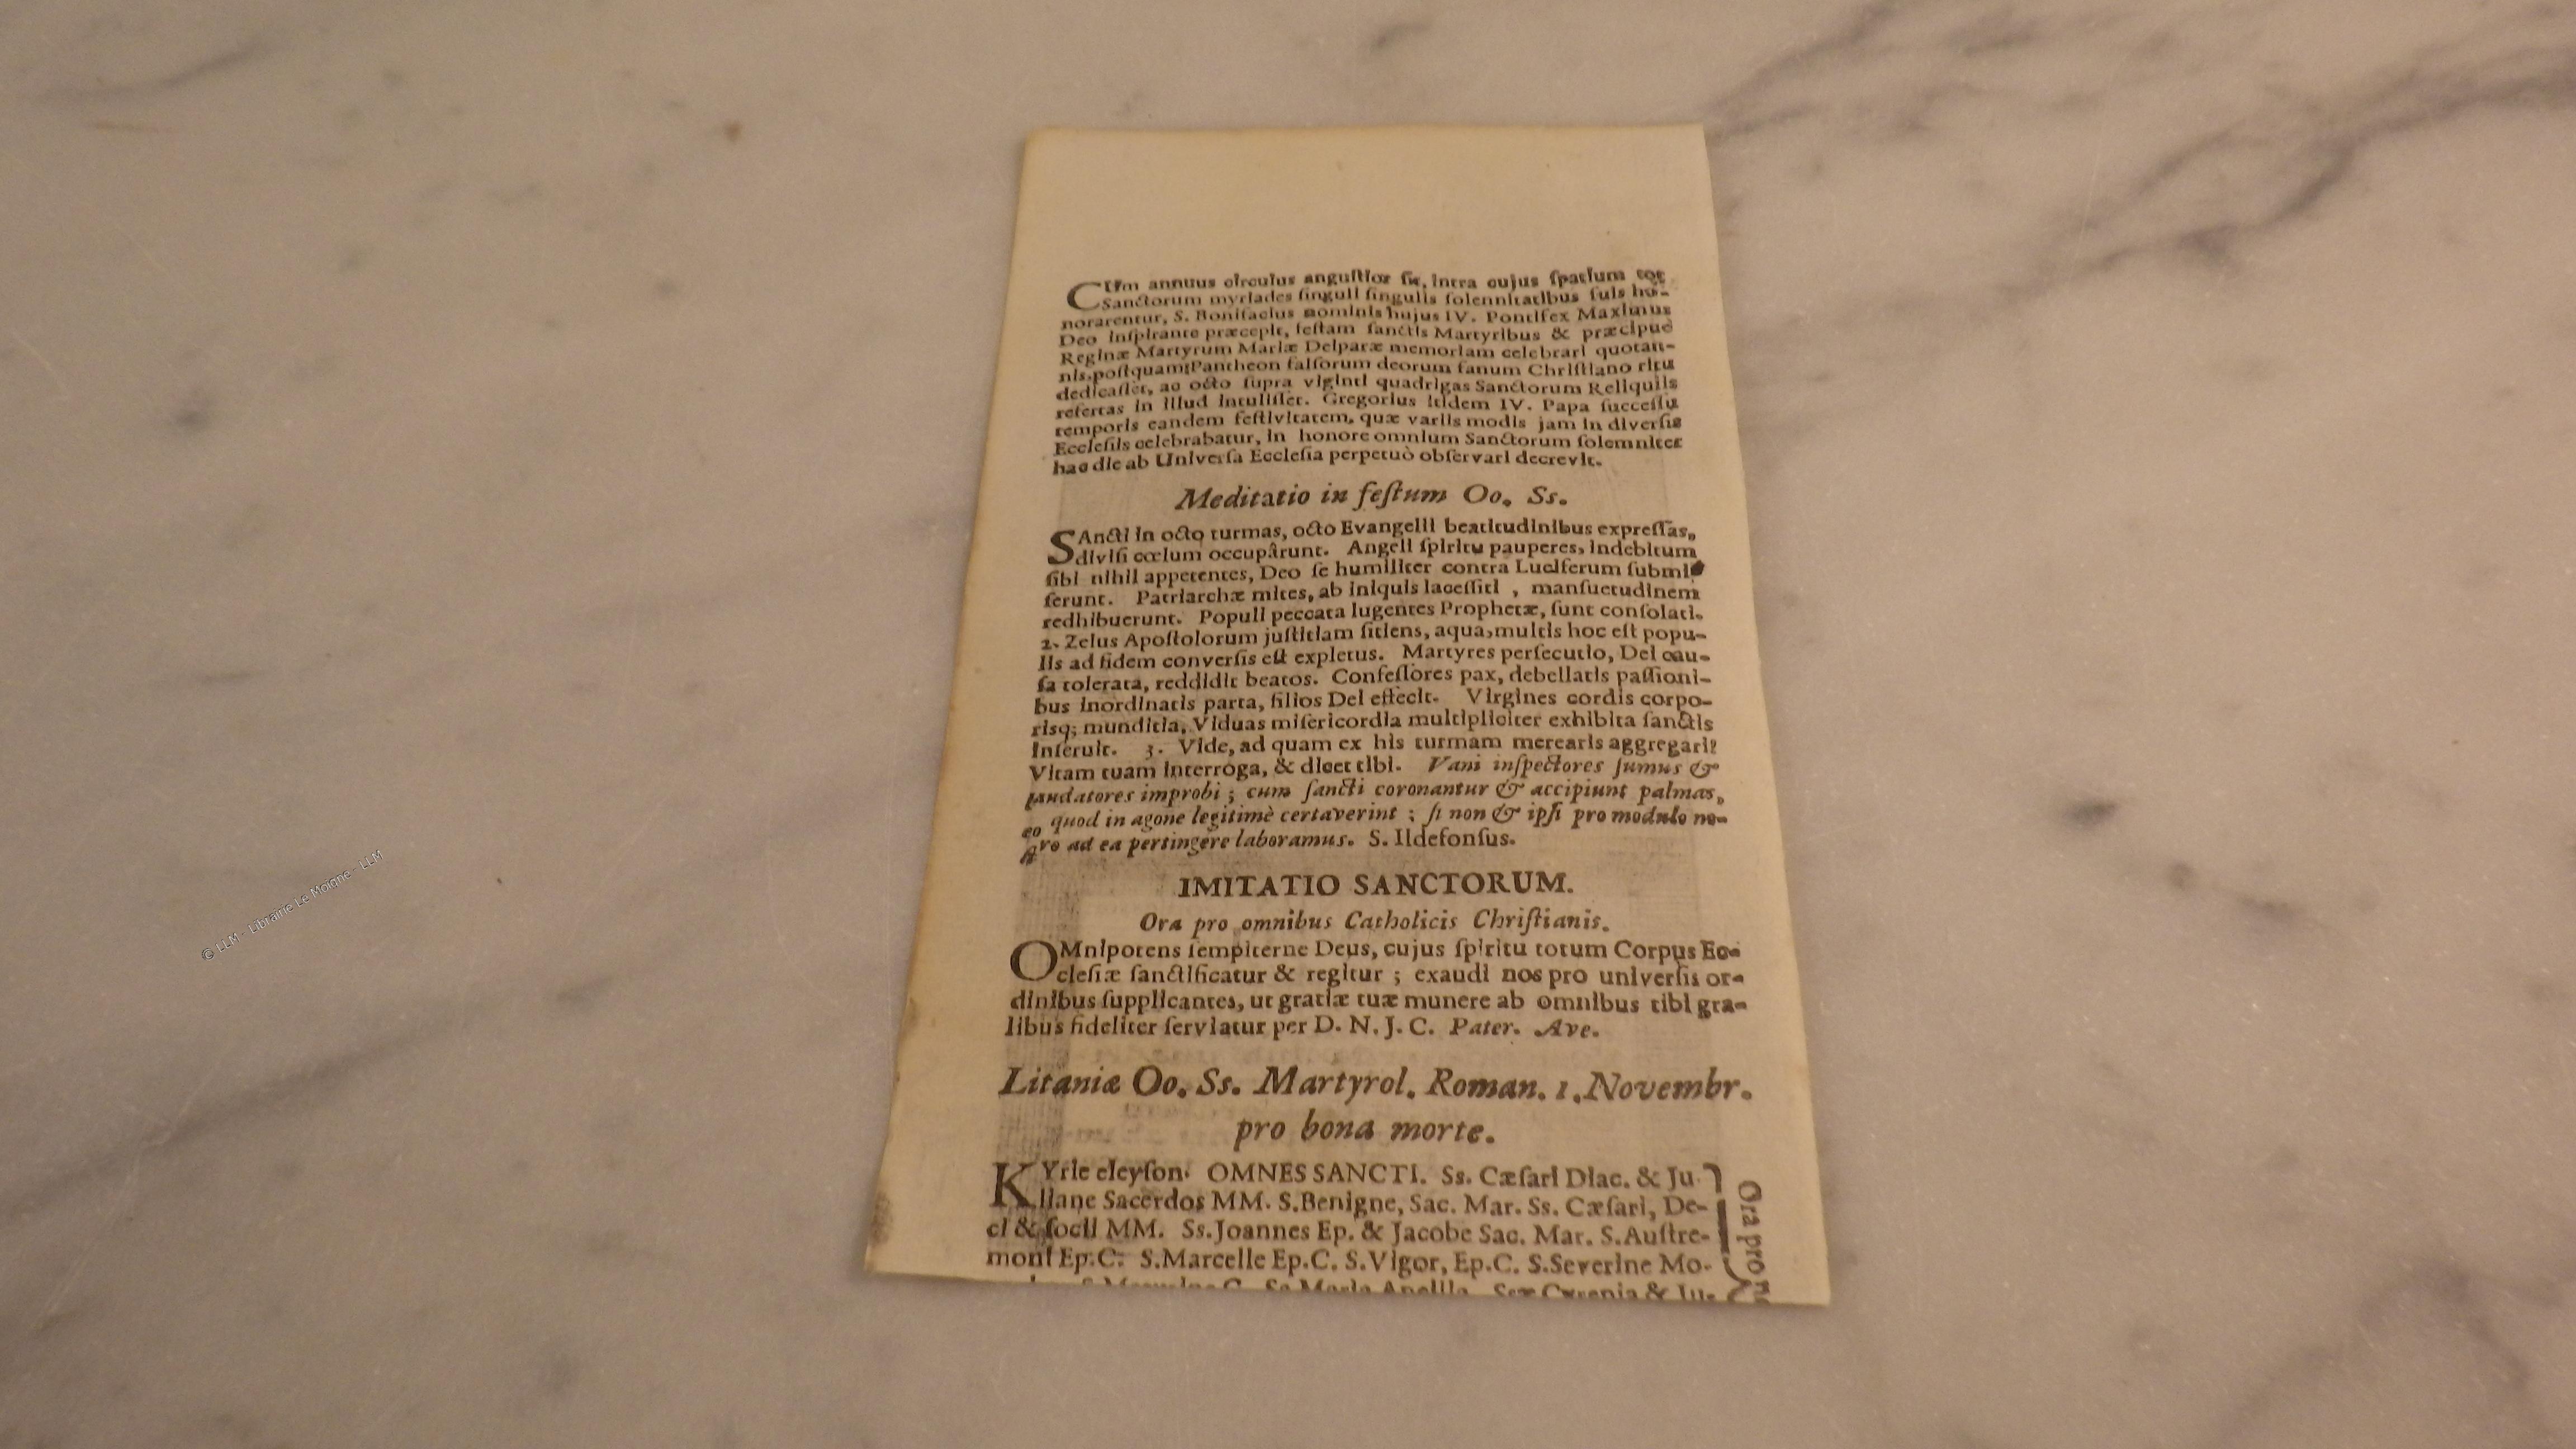 CUm annuus circulus angustior sit, intra cujus spatium tot
Sanctorum myriades singuli singulis solennitatibus suis ho-
norarentur, S. Bonifacius nominis hujus IV. Pontifex Maximus
Deo inspirante præcepit, festam sanctis Martyribus & præcipuè
Reginæ Martyrum Mariæ Deiparæ memoriam celebrari quotan-
nis, postquam Pantheon falsorum deorum fanum Christiano ritu
dedicasset, ac octo supra viginti quadrigas Sanctorum Reliquiis
refertas in illud intulisset. Gregorius itidem IV. Papa successu
temporis eandem festivitatem, quæ variis modis jam in diversis
Ecclesiis celebrabatur, in honore omnium Sanctorum solemniter
hac die ab Universa Ecclesia perpetuò observari decrevit.
Meditatio in festum Oo. Ss.
SAncti in octo turmas, octo Evangelii beatitudinibus expressas,
divisi cœlum occupârunt. Angeli spiritu pauperes, indebitum
sibi nihil appetentes, Deo se humiliter contra Luciferum submi-
serunt. Patriarchæ mites, ab iniquis lacessiti , mansuetudinem
redhibuerunt. Populi peccata lugentes Prophetæ, sunt consolati.
2. Zelus Apostolorum justitiam sitiens, aqua, multis hoc est popu-
lis ad fidem conversis est expletus. Martyres persecutio, Dei cau-
sa tolerata, reddidit beatos. Confessores pax, debellatis passioni-
bus inordinatis parta, filios Dei effecit. Virgines cordis corpo-
risq; munditia, Viduas misericordia multipliciter exhibita sanctis
inseruit. 3. Vide, ad quam ex his turmam merearis aggregari?
Vitam tuam interroga, & dicet tibi. Vani inspectores sumus &
laudatores improbi ; cum sancti coronantur & accipiunt palmas,
eo quod in agone legitimè certaverint ; si non & ipsi pro modulo no-
stro ad ea pertingere laboramus. S. Ildefonsus.
IMITATIO SANCTORUM.
Ora pro omnibus Catholicis Christianis.
OMnipotens sempiterne Deus, cujus spiritu totum Corpus Ec-
clesiæ sanctificatur & regitur ; exaudi nos pro universis or-
dinibus supplicantes, ut gratiæ tuæ munere ab omnibus tibi gra-
libus fideliter serviatur per D. N. J. C. Pater. Ave.
Litaniæ Oo. Ss. Martyrol. Roman. 1. Novembr.
pro bona morte.
KYrie eleyson. OMNES SANCTI. Ss. Cæsari Diac. & Ju-
liane Sacerdos MM. S. Benigne, Sac. Mar. Ss. Cæsari, De-
ci & socii MM. Ss. Joannes Ep. & Jacobe Sac. Mar. S. Austre-
moni Ep. C. S. Marcelle Ep. C. S. Vigor, Ep. C. S. Severine Mo-
Ora pro
© LLM - Librairie Le Moigne - LLM